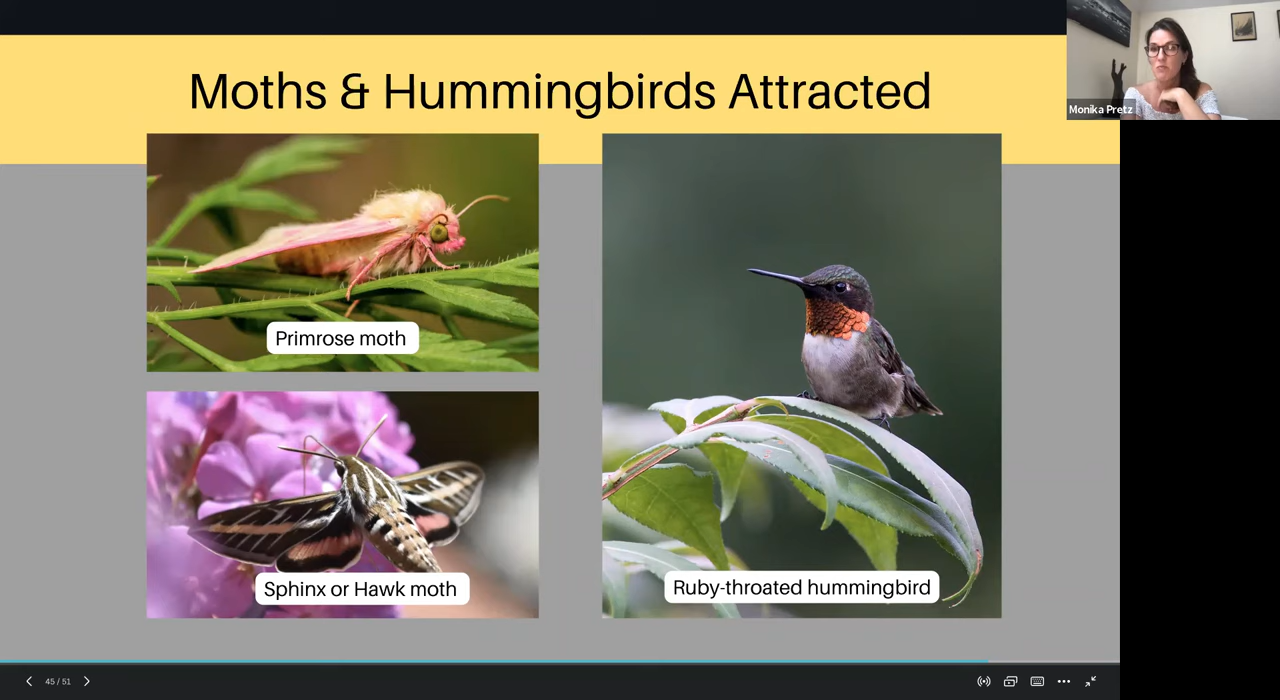 Moths & Hummingbirds Attracted
Monika Pretz
Primrose moth
Sphinx or Hawk moth
Ruby-throated hummingbird
45 / 51